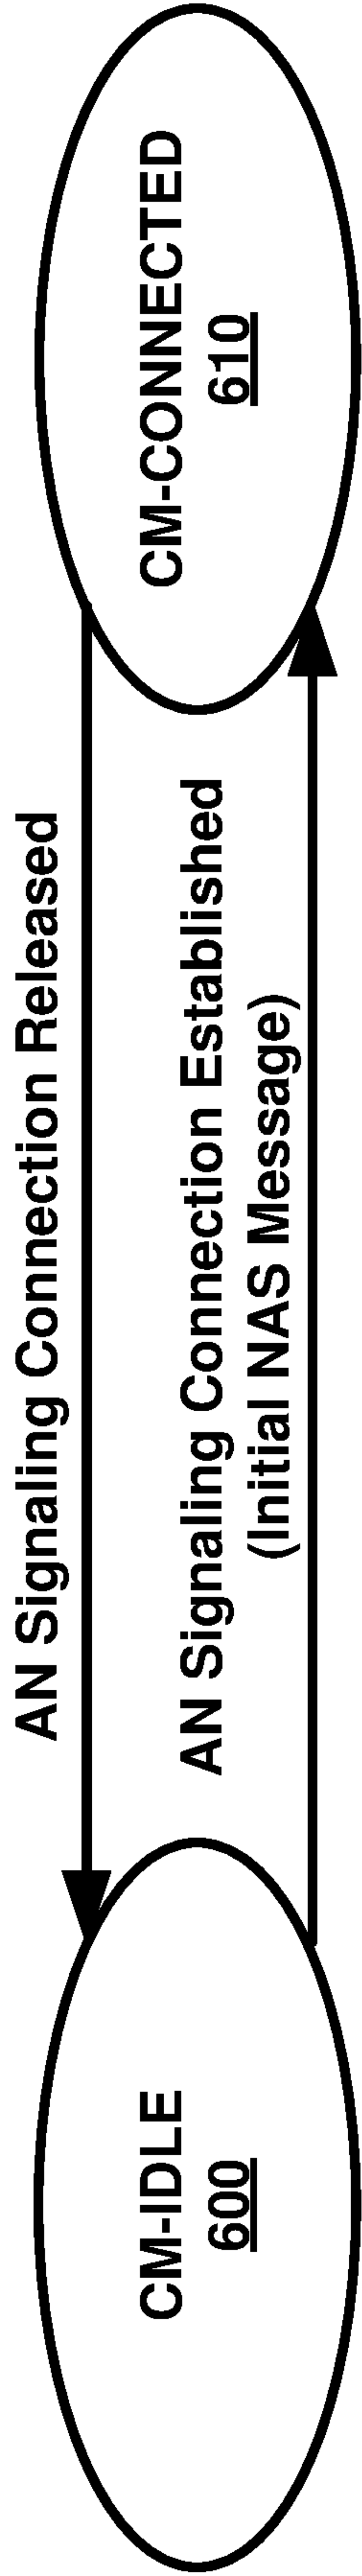 AN Signaling Connection Released
CM-IDLE
600
AN Signaling Connection Established
(Initial NAS Message)
CM-CONNECTED
610